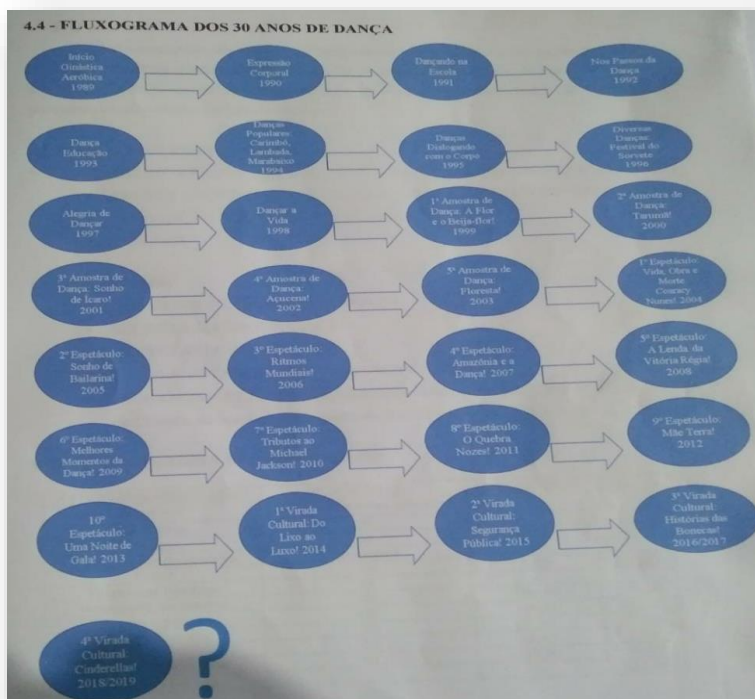 4.4 - FLUXOGRAMA DOS 30 ANOS DE DANÇA
Início
Ginástica
Aeróbica
1989
Expressão
Corporal
1990
Dançando na
Escola
1991
Nos Passos da
Dança
1992
Dança
Educação
1993
Danças
Populares:
Carimbó,
Lambada,
Marabaixo
1994
Danças
Dialogando
com o Corpo
1995
Diversas
Danças:
Festival do
Sorvete
1996
Alegria de
Dançar
1997
Dançar a
Vida
1998
1ª Amostra de
Dança: A Flor
e o Beija-flor!
1999
2ª Amostra de
Dança:
Tarumã!
2000
3ª Amostra de
Dança: Sonho
de Ícaro!
2001
4ª Amostra de
Dança:
Açucena!
2002
5ª Amostra de
Dança:
Floresta!
2003
1º Espetáculo:
Vida, Obra e
Morte
Coaracy
Nunes! 2004
2º Espetáculo:
Sonho de
Bailarina!
2005
3º Espetáculo:
Ritmos
Mundiais!
2006
4º Espetáculo:
Amazônia e a
Dança! 2007
5º Espetáculo:
A Lenda da
Vitória Régia!
2008
6º Espetáculo:
Melhores
Momentos da
Dança! 2009
7º Espetáculo:
Tributos ao
Michael
Jackson! 2010
8º Espetáculo:
O Quebra
Nozes! 2011
9º Espetáculo:
Mãe Terra!
2012
10º
Espetáculo:
Uma Noite de
Gala! 2013
1ª Virada
Cultural: Do
Lixo ao
Luxo! 2014
2ª Virada
Cultural:
Segurança
Pública! 2015
3ª Virada
Cultural:
Histórias das
Bonecas!
2016/2017
4ª Virada
Cultural:
Cinderellas!
2018/2019
?